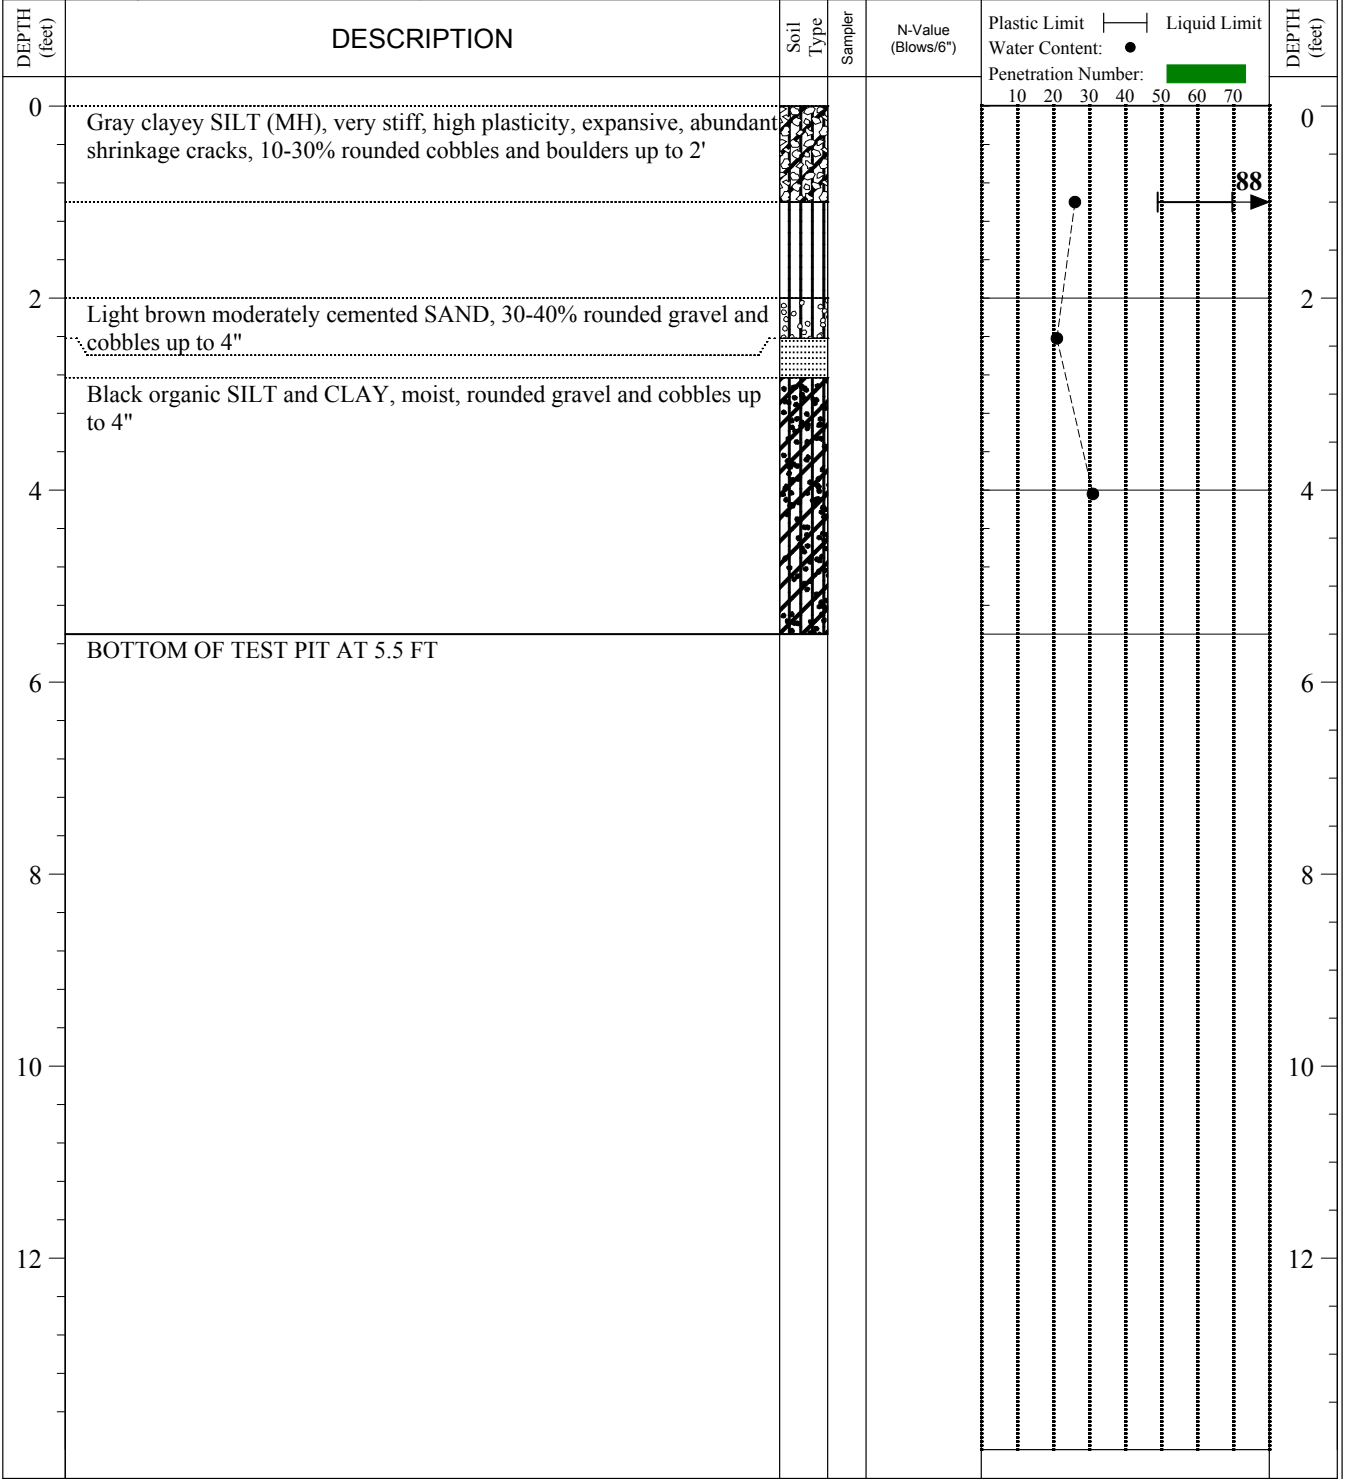 DEPTH
(feet)
DESCRIPTION
Soil
Type
Sampler
N-Value
(Blows/6")
Plastic Limit Liquid Limit
Water Content:
Penetration Number:
10 20 30 40 50 60 70
DEPTH
(feet)
0
Gray clayey SILT (MH), very stiff, high plasticity, expansive, abundant
shrinkage cracks, 10-30% rounded cobbles and boulders up to 2'
0
88
2
Light brown moderately cemented SAND, 30-40% rounded gravel and
cobbles up to 4"
2
Black organic SILT and CLAY, moist, rounded gravel and cobbles up
to 4"
4
4
BOTTOM OF TEST PIT AT 5.5 FT
6
6
8
8
10
10
12
12